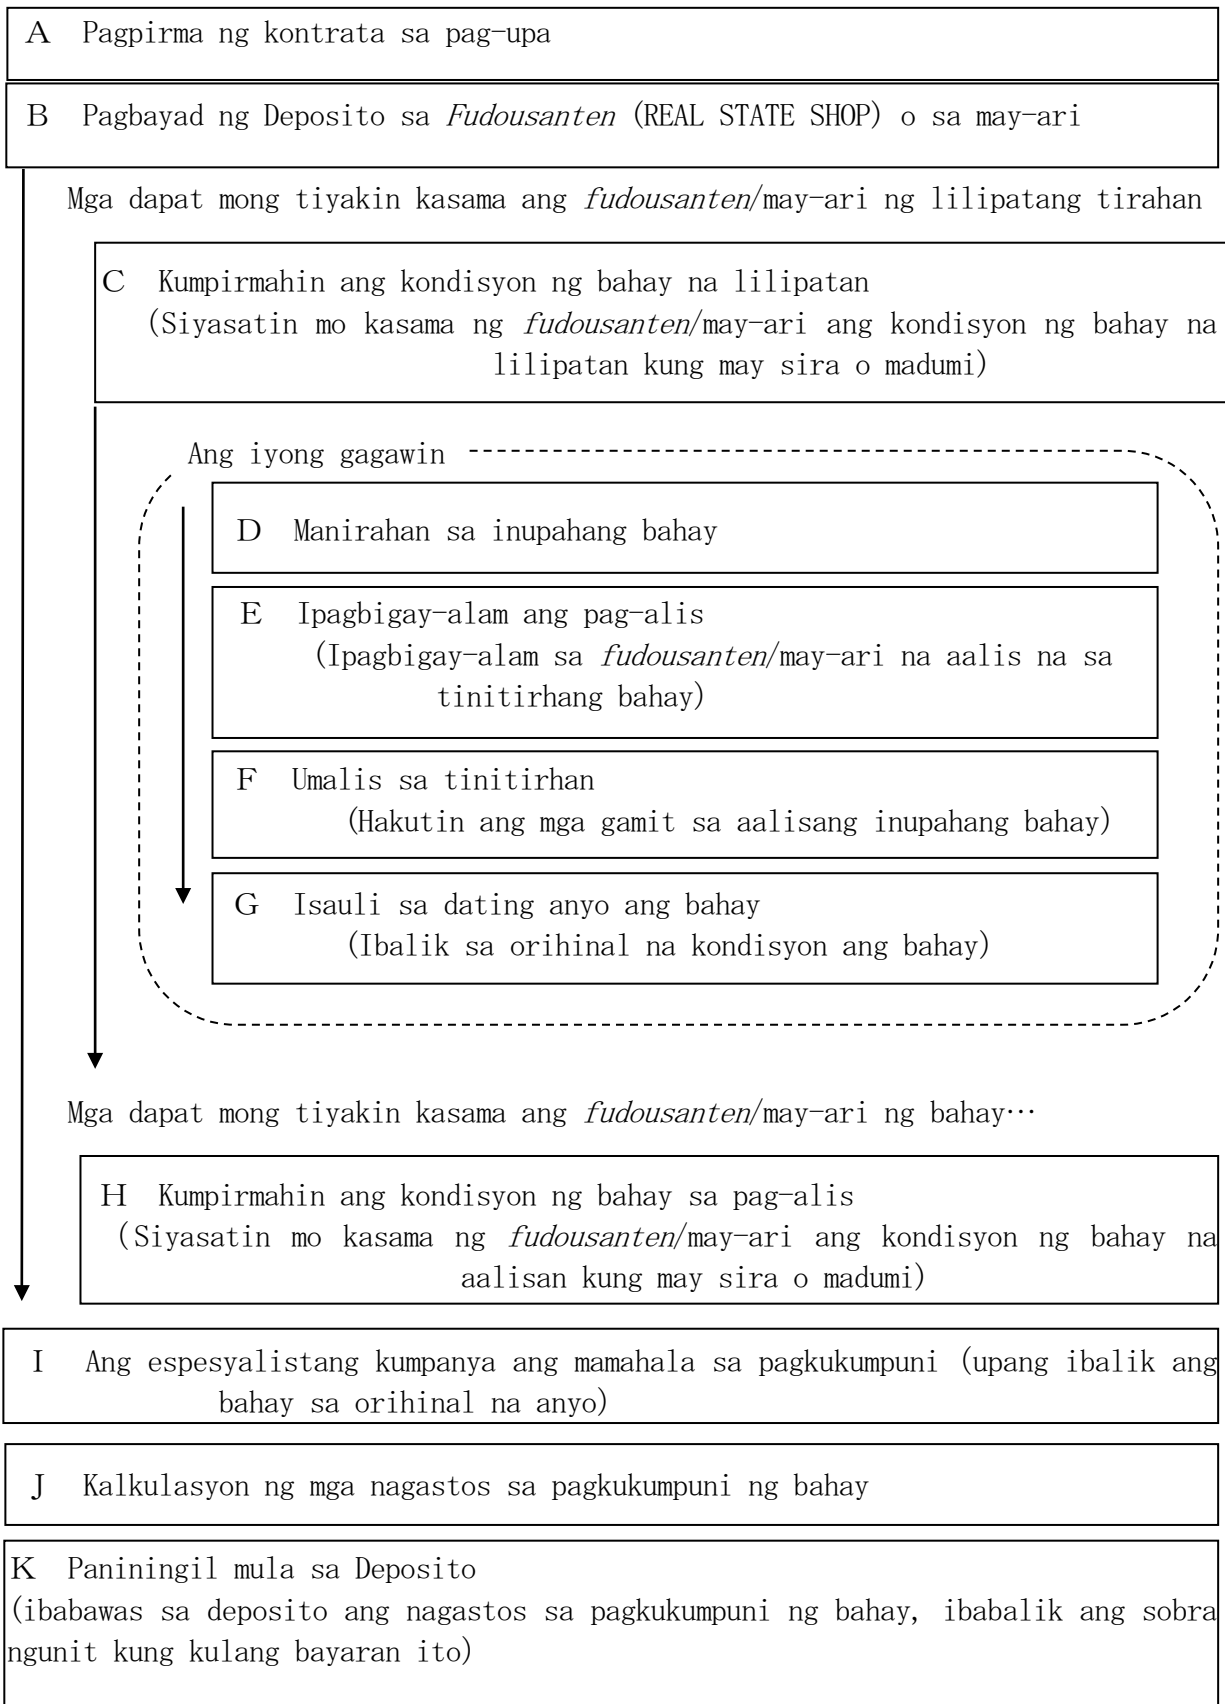 A Pagpirma ng kontrata sa pag-upa
B Pagbayad ng Deposito sa Fudousanten (REAL STATE SHOP) o sa may-ari
Mga dapat mong tiyakin kasama ang fudousanten/may-ari ng lilipatang tirahan
C Kumpirmahin ang kondisyon ng bahay na lilipatan
(Siyasatin mo kasama ng fudousanten/may-ari ang kondisyon ng bahay na
lilipatan kung may sira o madumi)
Ang iyong gagawin
D Manirahan sa inupahang bahay
E Ipagbigay-alam ang pag-alis
(Ipagbigay-alam sa fudousanten/may-ari na aalis na sa
tinitirhang bahay)
F Umalis sa tinitirhan
(Hakutin ang mga gamit sa aalisang inupahang bahay)
G Isauli sa dating anyo ang bahay
(Ibalik sa orihinal na kondisyon ang bahay)
Mga dapat mong tiyakin kasama ang fudousanten/may-ari ng bahay…
H Kumpirmahin ang kondisyon ng bahay sa pag-alis
(Siyasatin mo kasama ng fudousanten/may-ari ang kondisyon ng bahay na
aalisan kung may sira o madumi)
I Ang espesyalistang kumpanya ang mamahala sa pagkukumpuni (upang ibalik ang
bahay sa orihinal na anyo)
J Kalkulasyon ng mga nagastos sa pagkukumpuni ng bahay
K Paniningil mula sa Deposito
(ibabawas sa deposito ang nagastos sa pagkukumpuni ng bahay, ibabalik ang sobra
ngunit kung kulang bayaran ito)